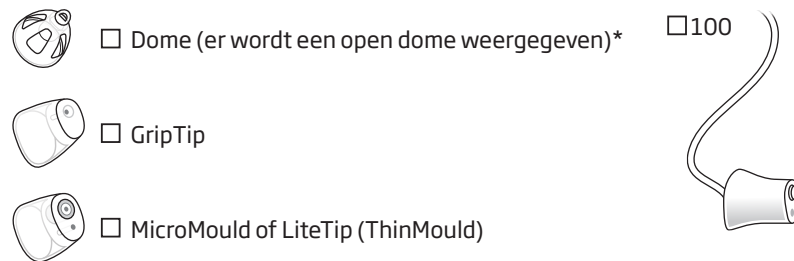 ☐ Dome (er wordt een open dome weergegeven)*
☐ 100
☐ GripTip
☐ MicroMould of LiteTip (ThinMould)